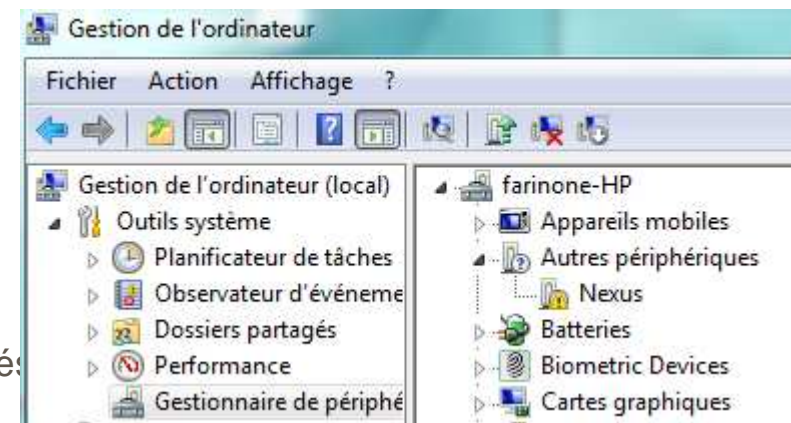 Gestion de l'ordinateur
Fichier Action Affichage ?
Gestion de l'ordinateur (local)
Outils système
Planificateur de tâches
Observateur d'événeme
Dossiers partagés
Performance
Gestionnaire de périphé
farinone-HP
Appareils mobiles
Autres périphériques
Nexus
Batteries
Biometric Devices
Cartes graphiques
és